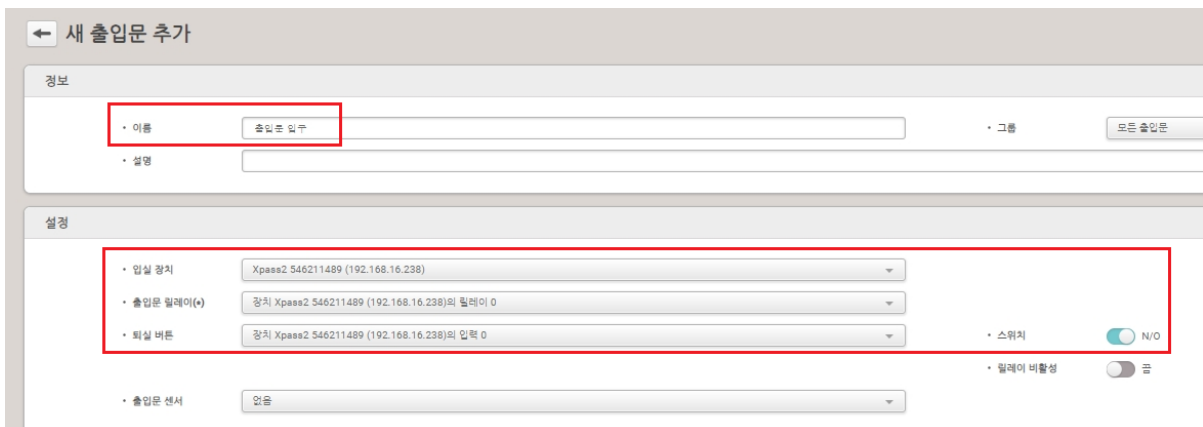 새 출입문 추가
정보
• 이름 출입문 입구 • 그룹 모든 출입문
• 설명
설정
• 입실 장치 Xpass2 546211489 (192.168.16.238)
• 출입문 릴레이(•) 장치 Xpass2 546211489 (192.168.16.238)의 릴레이 0
• 퇴실 버튼 장치 Xpass2 546211489 (192.168.16.238)의 입력 0 • 스위치 N/O
• 릴레이 비활성 끔
• 출입문 센서 없음